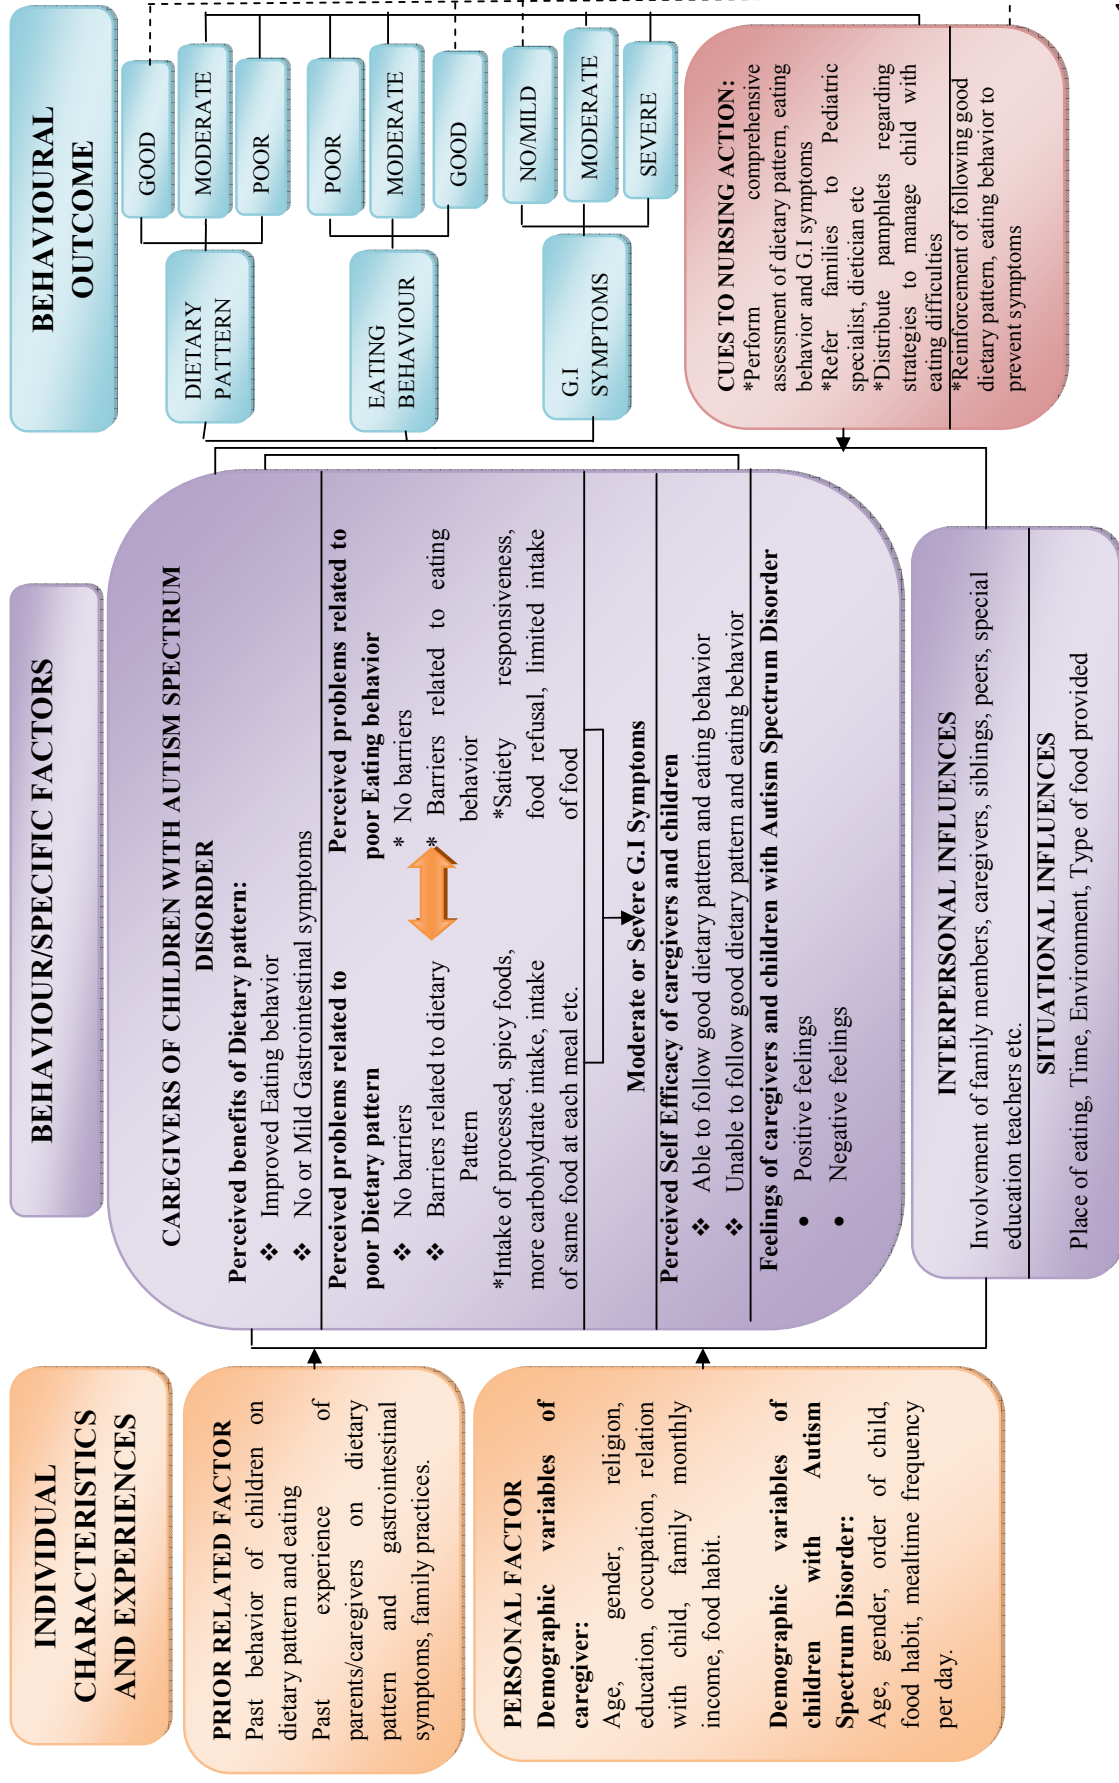 INDIVIDUAL
CHARACTERISTICS
AND EXPERIENCES
PRIOR RELATED FACTOR
Past behavior of children on
dietary pattern and eating
Past experience of
parents/caregivers on dietary
pattern and gastrointestinal
symptoms, family practices.
PERSONAL FACTOR
Demographic variables of
caregiver:
Age, gender, religion,
education, occupation, relation
with child, family monthly
income, food habit.
Demographic variables of
children with Autism
Spectrum Disorder:
Age, gender, order of child,
food habit, mealtime frequency
per day.
BEHAVIOUR/SPECIFIC FACTORS
CAREGIVERS OF CHILDREN WITH AUTISM SPECTRUM
DISORDER
Perceived benefits of Dietary pattern:
❖ Improved Eating behavior
❖ No or Mild Gastrointestinal symptoms
Perceived problems related to
poor Dietary pattern
❖ No barriers
❖ Barriers related to dietary
Pattern
*Intake of processed, spicy foods,
more carbohydrate intake, intake
of same food at each meal etc.
Perceived problems related to
poor Eating behavior
* No barriers
* Barriers related to eating
behavior
*Satiety responsiveness,
food refusal, limited intake
of food
Moderate or Severe G.I Symptoms
Perceived Self Efficacy of caregivers and children
❖ Able to follow good dietary pattern and eating behavior
❖ Unable to follow good dietary pattern and eating behavior
Feelings of caregivers and children with Autism Spectrum Disorder
• Positive feelings
• Negative feelings
INTERPERSONAL INFLUENCES
Involvement of family members, caregivers, siblings, peers, special
education teachers etc.
SITUATIONAL INFLUENCES
Place of eating, Time, Environment, Type of food provided
BEHAVIOURAL
OUTCOME
DIETARY
PATTERN
GOOD
MODERATE
POOR
EATING
BEHAVIOUR
POOR
MODERATE
GOOD
G.I
SYMPTOMS
NO/MILD
MODERATE
SEVERE
CUES TO NURSING ACTION:
*Perform comprehensive
assessment of dietary pattern, eating
behavior and G.I symptoms
*Refer families to Pediatric
specialist, dietician etc
*Distribute pamphlets regarding
strategies to manage child with
eating difficulties
*Reinforcement of following good
dietary pattern, eating behavior to
prevent symptoms